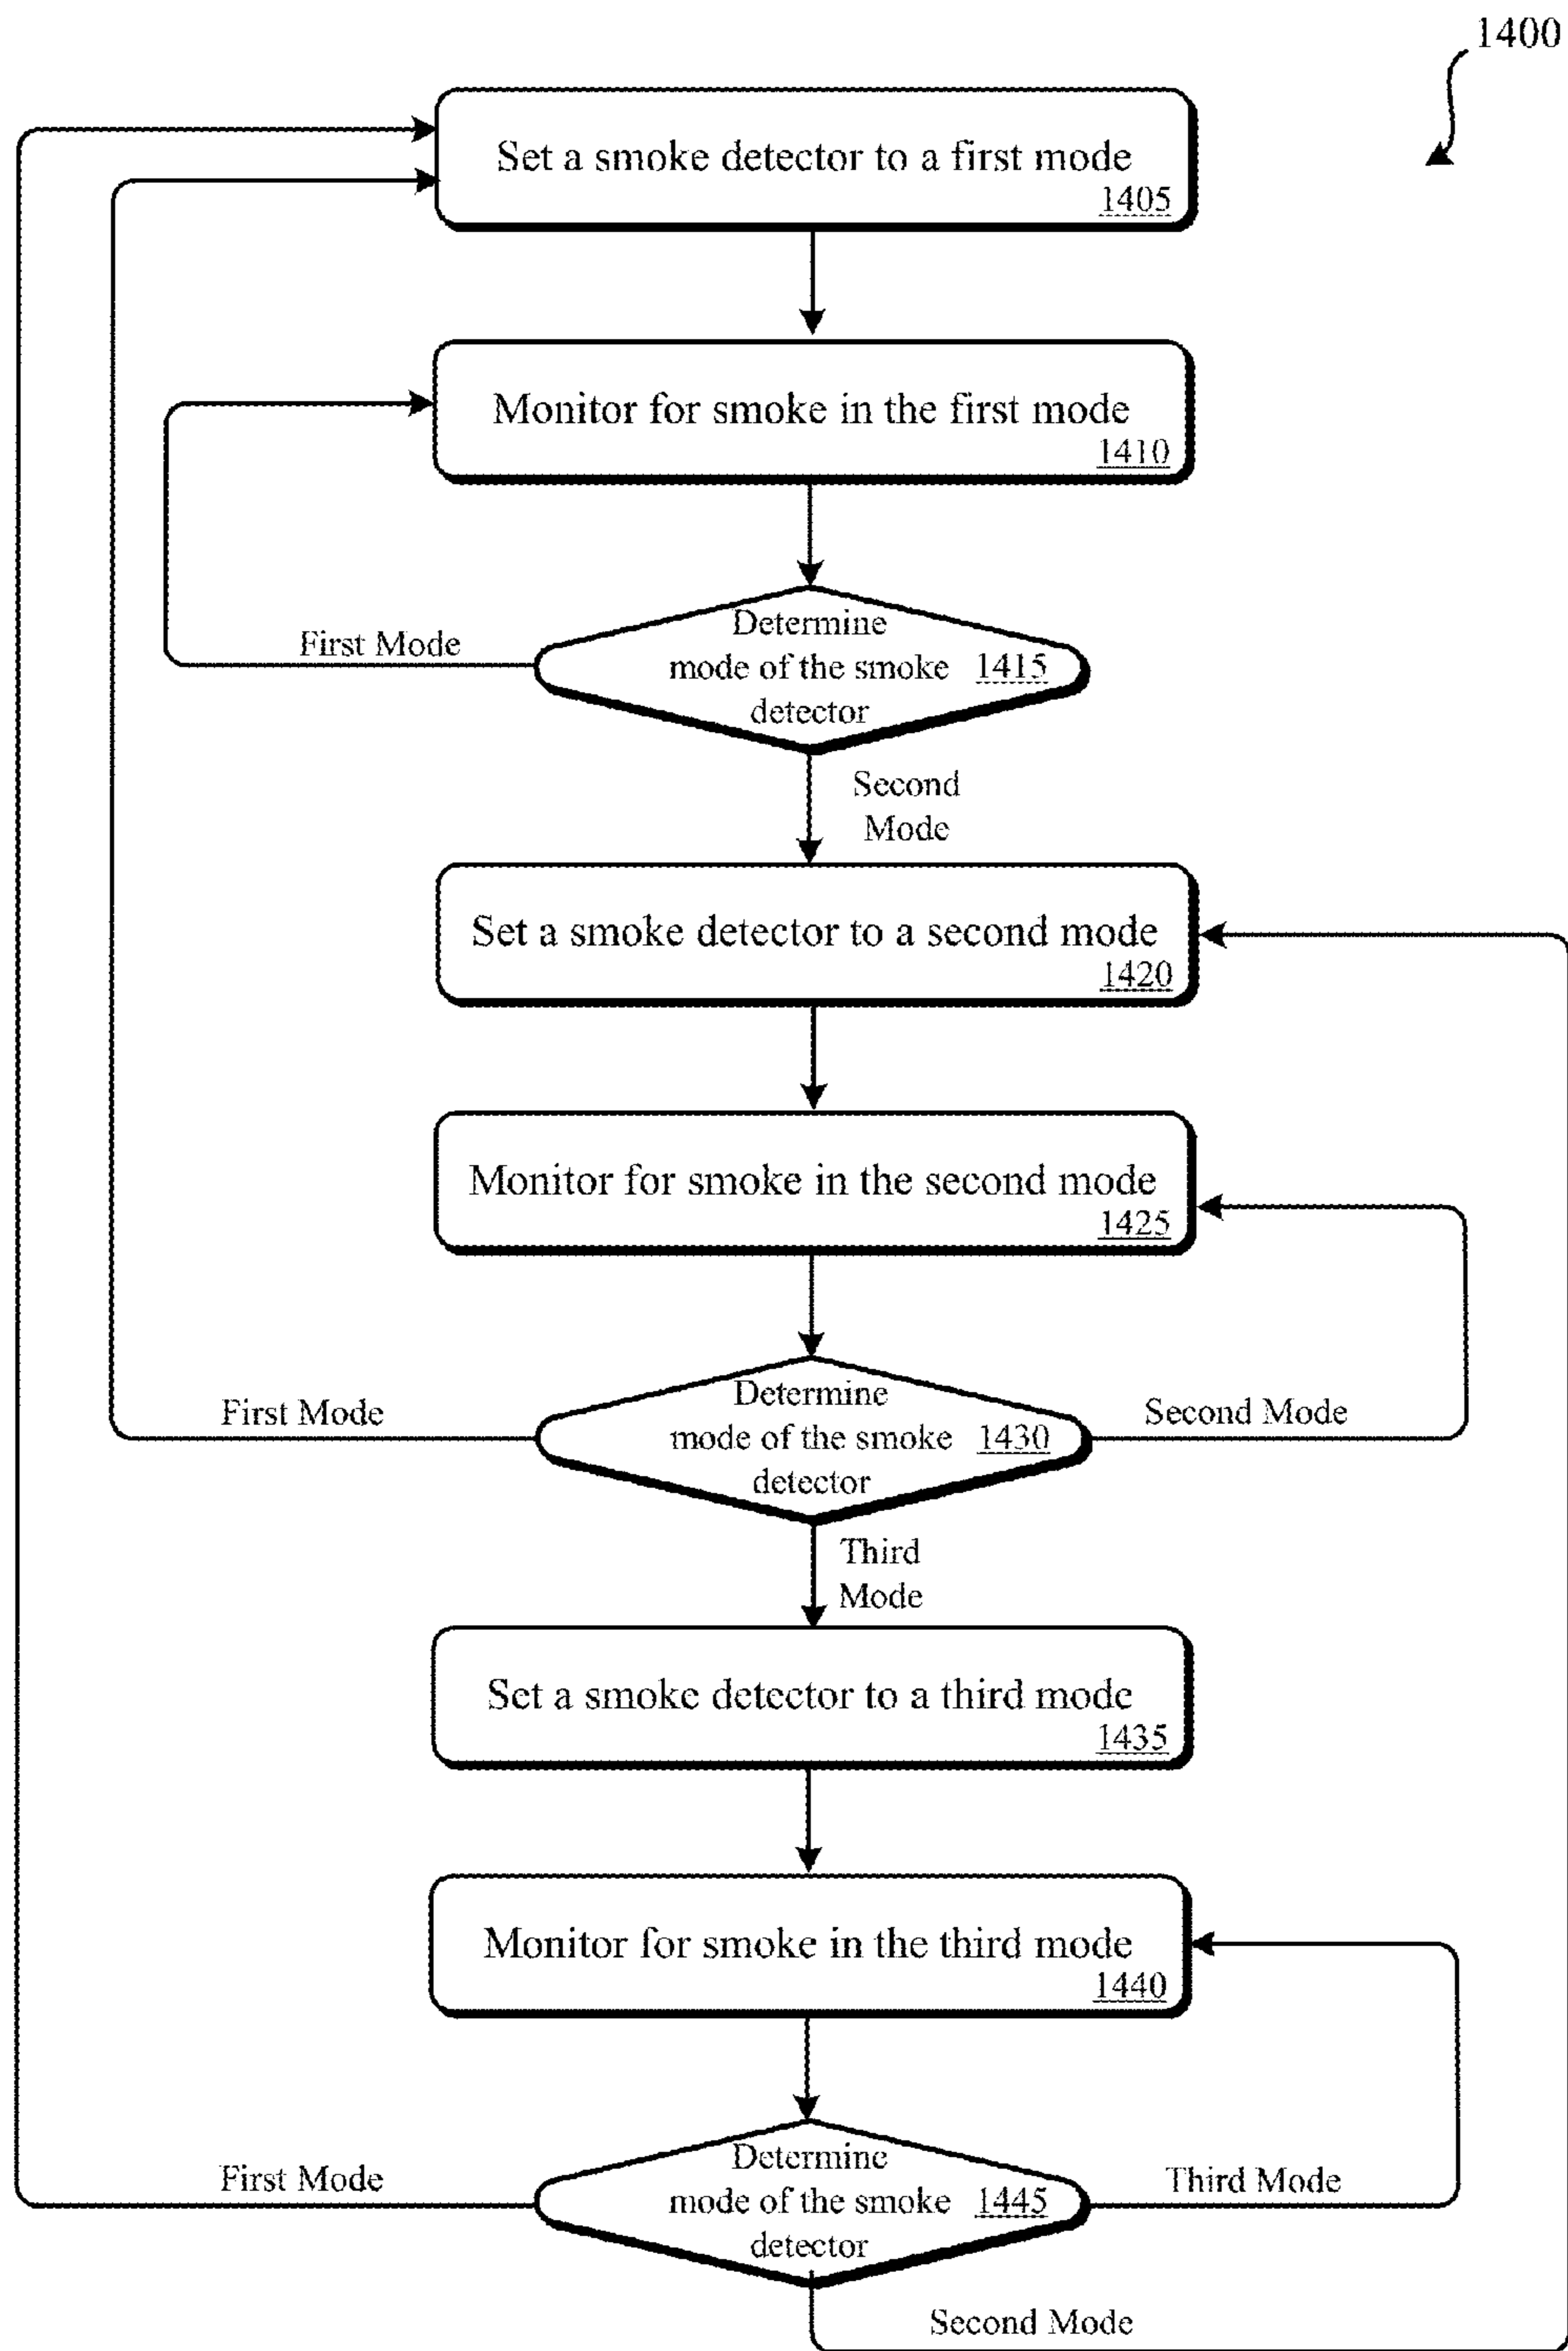 1400
Set a smoke detector to a first mode
1405
Monitor for smoke in the first mode
1410
Determine
mode of the smoke 1415
detector
First Mode
Second
Mode
Set a smoke detector to a second mode
1420
Monitor for smoke in the second mode
1425
Determine
mode of the smoke 1430
detector
First Mode
Second Mode
Third
Mode
Set a smoke detector to a third mode
1435
Monitor for smoke in the third mode
1440
Determine
mode of the smoke 1445
detector
First Mode
Third Mode
Second Mode